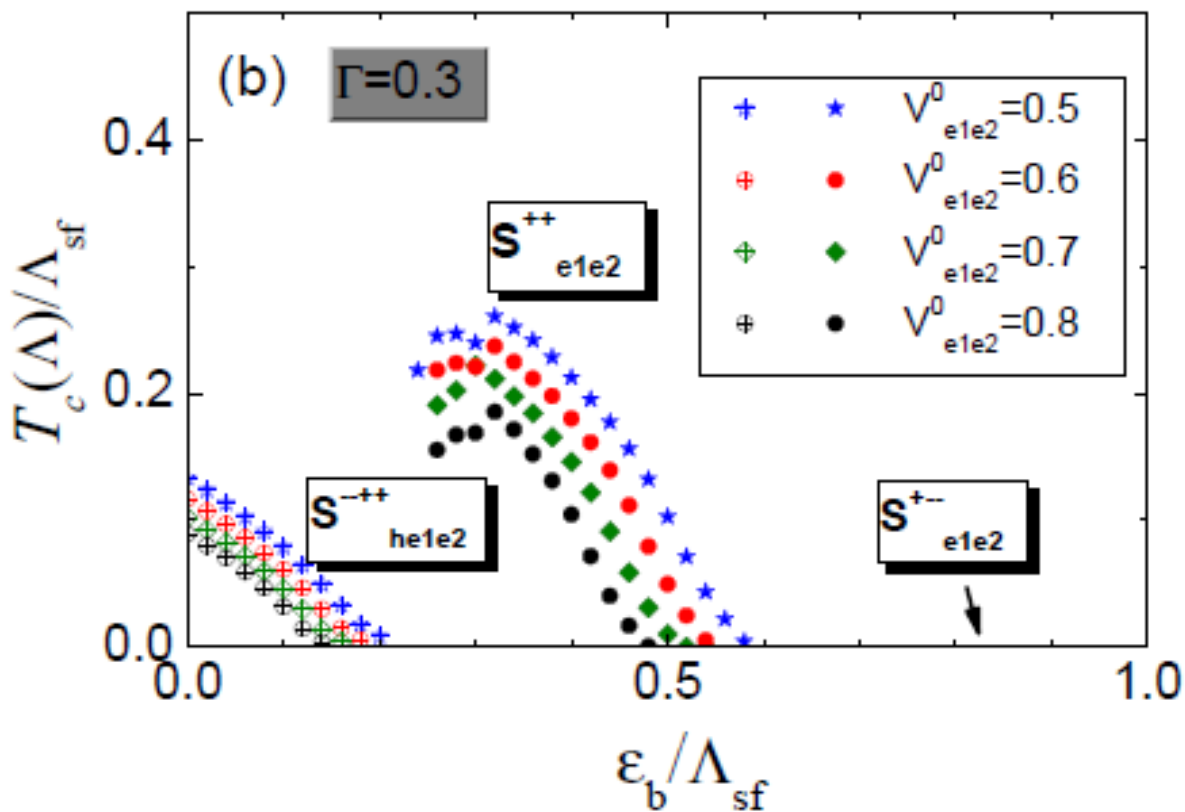 (b) Γ=0.3
V⁰e1e2=0.5
V⁰e1e2=0.6
V⁰e1e2=0.7
V⁰e1e2=0.8
S⁺⁺e1e2
S⁻⁺⁺he1e2
S⁺⁻⁻e1e2
0.4
0.2
0.0
0.0 0.5 1.0
Tc(Λ)/Λsf
εb/Λsf